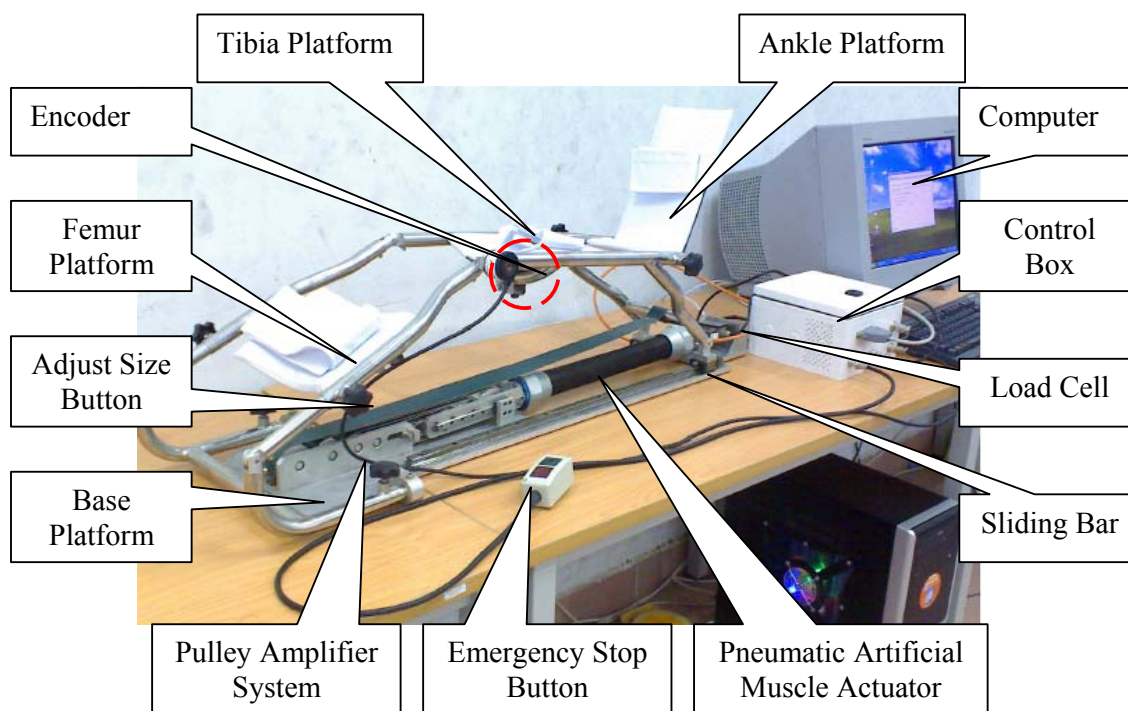 Tibia Platform
Ankle Platform
Encoder
Computer
Femur
Platform
Control
Box
Adjust Size
Button
Load Cell
Base
Platform
Sliding Bar
Pulley Amplifier
System
Emergency Stop
Button
Pneumatic Artificial
Muscle Actuator